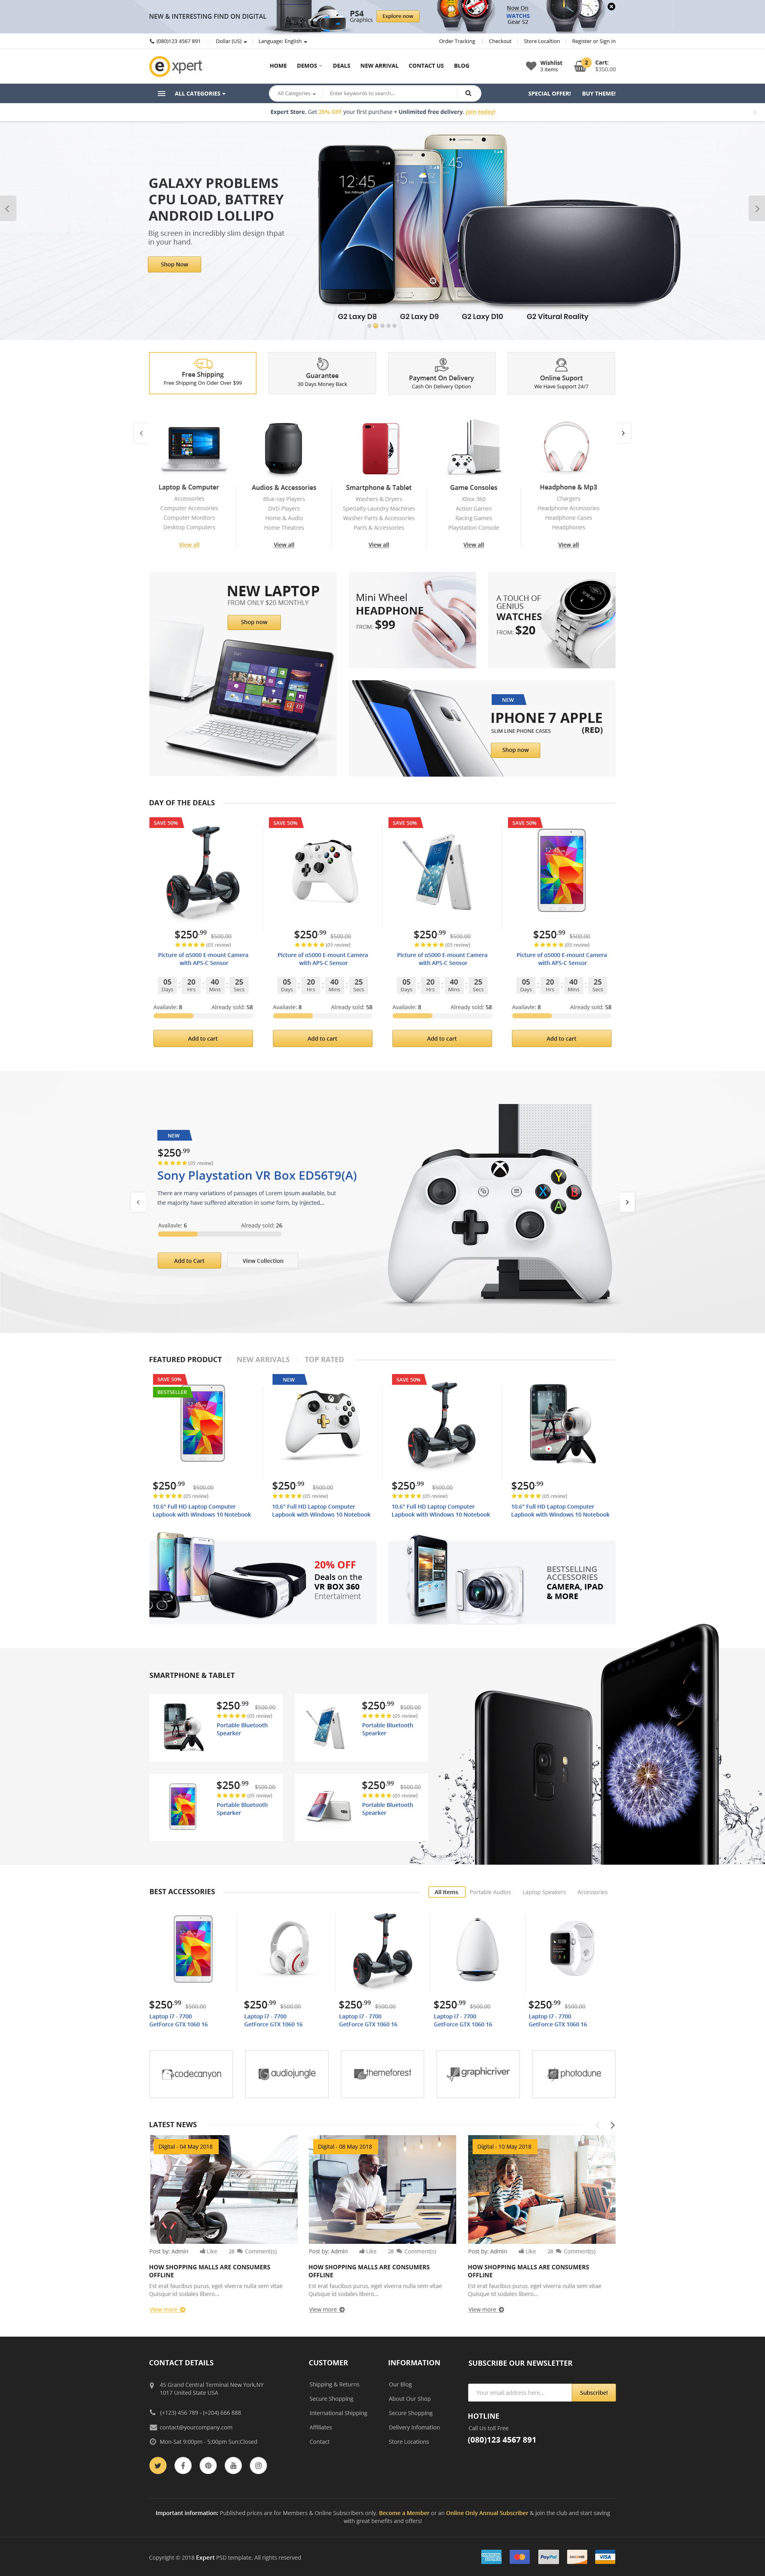 NEW & INTERESTING FIND ON DIGITAL
PS4
Graphics
Explore now
Now On
WATCHS
Gear S2
(080)123 4567 891
Dollar (US)
Language: English
Order Tracking
Checkout
Store Localtion
Register or Sign in
expert
HOME
DEMOS
DEALS
NEW ARRIVAL
CONTACT US
BLOG
Wishlist
3 items
2
Cart:
$350.00
ALL CATEGORIES
All Categories
Enter keywords to search...
SPECIAL OFFER!
BUY THEME!
Expert Store. Get 25% OFF your first purchase + Unlimited free delivery. Join today!
GALAXY PROBLEMS
CPU LOAD, BATTREY
ANDROID LOLLIPO
Big screen in incredibly slim design thpat
in your hand.
Shop Now
12:45
G2 Laxy D8
G2 Laxy D9
G2 Laxy D10
G2 Vitural Roality
Free Shipping
Free Shipping On Oder Over $99
Guarantee
30 Days Money Back
Payment On Delivery
Cash On Delivery Option
Online Suport
We Have Support 24/7
Laptop & Computer
Accessories
Computer Accessories
Computer Monitors
Desktop Computers
View all
Audios & Accessories
Blue-ray Players
DVD Players
Home & Audio
Home Theatres
View all
Smartphone & Tablet
Washers & Dryers
Specialty Laundry Machines
Washer Parts & Accessories
Parts & Accessories
View all
Game Consoles
Xbox 360
Action Games
Racing Games
Playstation Console
View all
Headphone & Mp3
Chargers
Headphone Accessories
Headphone Cases
Headphones
View all
NEW LAPTOP
FROM ONLY $20 MONTHLY
Shop now
Mini Wheel
HEADPHONE
FROM: $99
A TOUCH OF
GENIUS
WATCHES
FROM: $20
NEW
IPHONE 7 APPLE
SLIM LINE PHONE CASES
(RED)
Shop now
DAY OF THE DEALS
SAVE 50%
$250.99 $500.00
(05 review)
Picture of α5000 E-mount Camera
with APS-C Sensor
05 Days : 20 Hrs : 40 Mins : 25 Secs
Availavle: 8
Already sold: 58
Add to cart
SAVE 50%
$250.99 $500.00
(05 review)
Picture of α5000 E-mount Camera
with APS-C Sensor
05 Days : 20 Hrs : 40 Mins : 25 Secs
Availavle: 8
Already sold: 58
Add to cart
SAVE 50%
$250.99 $500.00
(05 review)
Picture of α5000 E-mount Camera
with APS-C Sensor
05 Days : 20 Hrs : 40 Mins : 25 Secs
Availavle: 8
Already sold: 58
Add to cart
SAVE 50%
$250.99 $500.00
(05 review)
Picture of α5000 E-mount Camera
with APS-C Sensor
05 Days : 20 Hrs : 40 Mins : 25 Secs
Availavle: 8
Already sold: 58
Add to cart
NEW
$250.99
(05 review)
Sony Playstation VR Box ED56T9(A)
There are many variations of passages of Lorem Ipsum available, but
the majority have suffered alteration in some form, by injected...
Availavle: 6
Already sold: 26
Add to Cart
View Collection
Y
X
B
A
FEATURED PRODUCT
NEW ARRIVALS
TOP RATED
SAVE 50%
BESTSELLER
$250.99 $500.00
(05 review)
10.6" Full HD Laptop Computer
Lapbook with Windows 10 Notebook
NEW
$250.99 $500.00
(05 review)
10.6" Full HD Laptop Computer
Lapbook with Windows 10 Notebook
SAVE 50%
$250.99 $500.00
(05 review)
10.6" Full HD Laptop Computer
Lapbook with Windows 10 Notebook
$250.99
(05 review)
10.6" Full HD Laptop Computer
Lapbook with Windows 10 Notebook
20% OFF
Deals on the
VR BOX 360
Entertaiment
BESTSELLING
ACCESSORIES
CAMERA, IPAD
& MORE
SMARTPHONE & TABLET
$250.99 $500.00
(05 review)
Portable Bluetooth
Sperarker
$250.99 $500.00
(05 review)
Portable Bluetooth
Sperarker
$250.99 $500.00
(05 review)
Portable Bluetooth
Sperarker
$250.99 $500.00
(05 review)
Portable Bluetooth
Sperarker
BEST ACCESSORIES
All items
Portable Audios
Laptop Speakers
Accessories
$250.99 $500.00
Laptop i7 - 7700
GetForce GTX 1060 16
$250.99 $500.00
Laptop i7 - 7700
GetForce GTX 1060 16
$250.99 $500.00
Laptop i7 - 7700
GetForce GTX 1060 16
$250.99 $500.00
Laptop i7 - 7700
GetForce GTX 1060 16
$250.99 $500.00
Laptop i7 - 7700
GetForce GTX 1060 16
codecanyon
audiojungle
themeforest
graphicriver
photodune
LATEST NEWS
Digital - 04 May 2018
Post by: Admin
Like
28 Comment(s)
HOW SHOPPING MALLS ARE CONSUMERS
OFFLINE
Est erat faucibus purus, eget viverra nulla sem vitae
Quisque id sodales libero...
View more
Digital - 08 May 2018
Post by: Admin
Like
28 Comment(s)
HOW SHOPPING MALLS ARE CONSUMERS
OFFLINE
Est erat faucibus purus, eget viverra nulla sem vitae
Quisque id sodales libero...
View more
Digital - 10 May 2018
Post by: Admin
Like
28 Comment(s)
HOW SHOPPING MALLS ARE CONSUMERS
OFFLINE
Est erat faucibus purus, eget viverra nulla sem vitae
Quisque id sodales libero...
View more
CONTACT DETAILS
45 Grand Central Terminal New York,NY
1017 United State USA
(+123) 456 789 - (+204) 666 888
contact@yourcompany.com
Mon-Sat 9:00pm - 5:00pm Sun:Closed
CUSTOMER
Shipping & Returns
Secure Shopping
International Shipping
Affiliates
Contact
INFORMATION
Our Blog
About Our Shop
Secure Shopping
Delivery Infomation
Store Locations
SUBSCRIBE OUR NEWSLETTER
Your email address here...
Subscribe!
HOTLINE
Call Us toll Free
(080)123 4567 891
Important Information: Published prices are for Members & Online Subscribers only. Become a Member or an Online Only Annual Subscriber & join the club and start saving
with great benefits and offers!
Copyright © 2018 Expert PSD template. All rights reserved
PayPal
VISA